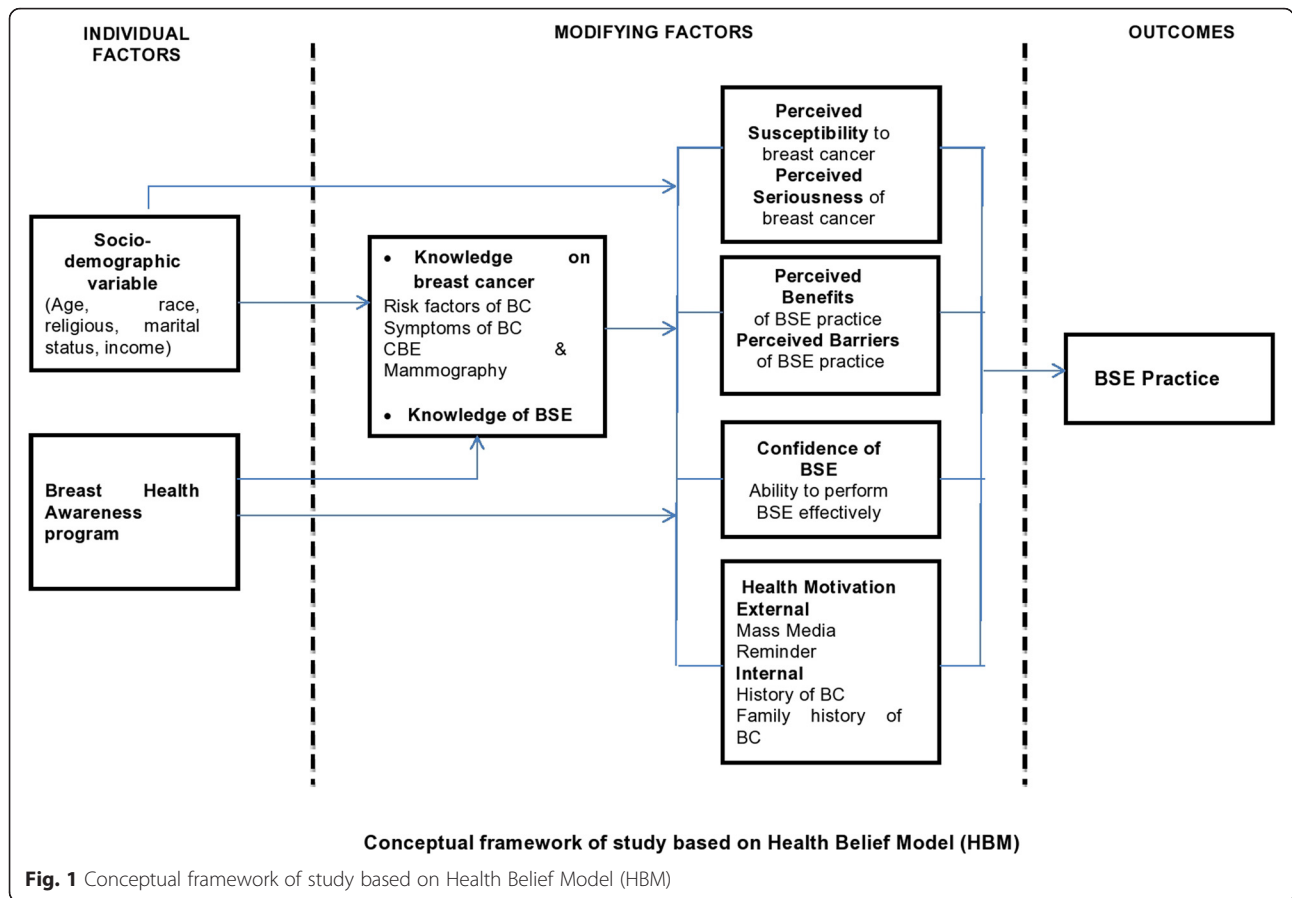 INDIVIDUAL
FACTORS
MODIFYING FACTORS
OUTCOMES
Socio-
demographic
variable
(Age, race,
religious, marital
status, income)
Breast Health
Awareness
program
• Knowledge on
breast cancer
Risk factors of BC
Symptoms of BC
CBE &
Mammography
• Knowledge of BSE
Perceived
Susceptibility to
breast cancer
Perceived
Seriousness of
breast cancer
Perceived
Benefits
of BSE practice
Perceived Barriers
of BSE practice
Confidence of
BSE
Ability to perform
BSE effectively
Health Motivation
External
Mass Media
Reminder
Internal
History of BC
Family history of
BC
BSE Practice
Conceptual framework of study based on Health Belief Model (HBM)
Fig. 1 Conceptual framework of study based on Health Belief Model (HBM)